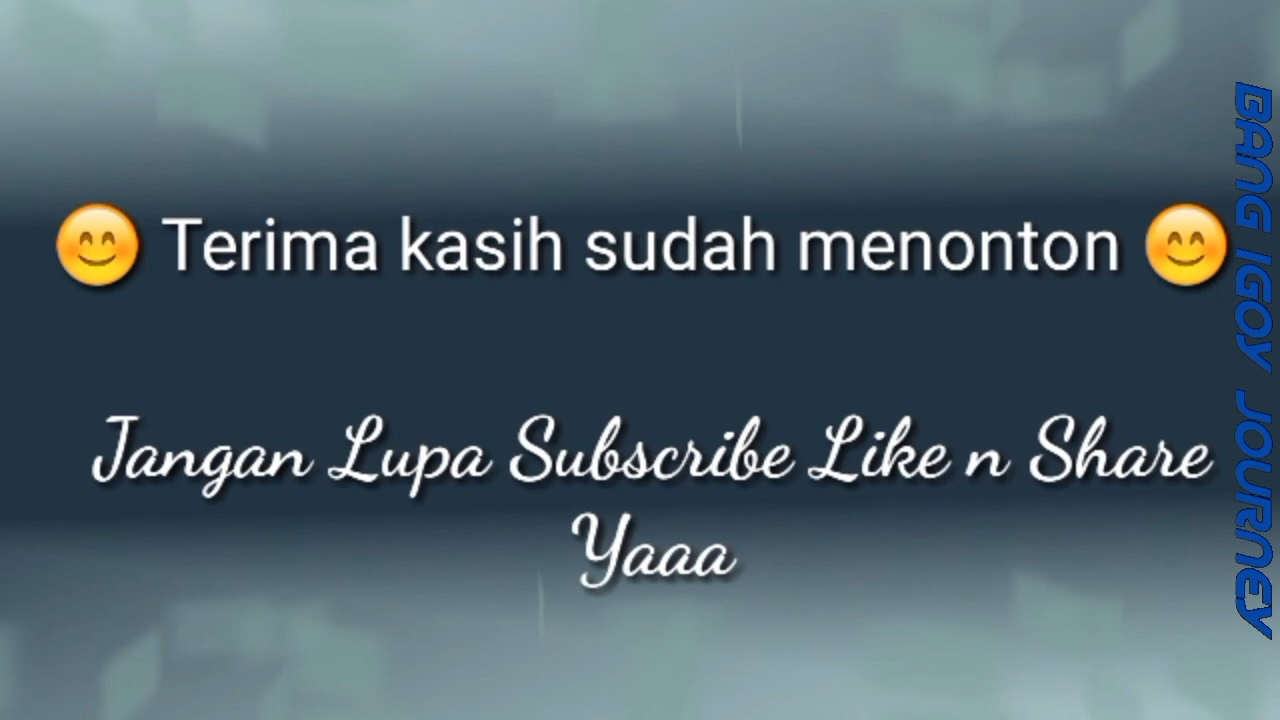 😊 Terima kasih sudah menonton 😊
Jangan Lupa Subscribe Like n Share
Yaaa
BANG IGOY JOURNEY